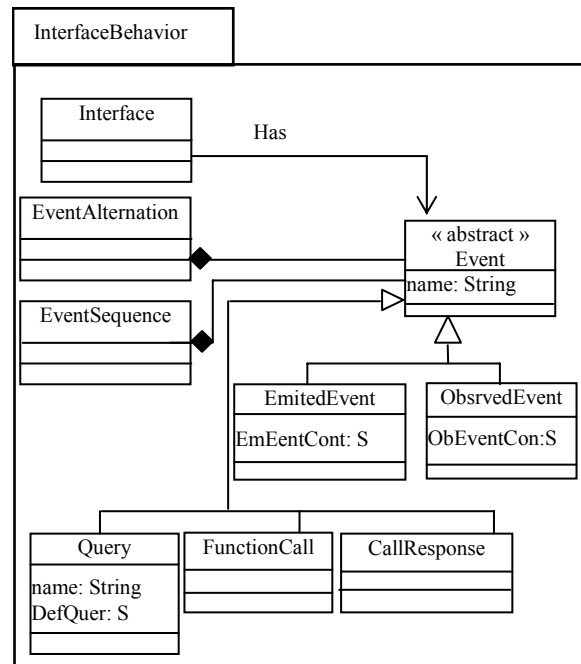 InterfaceBehavior
Interface
Has
EventAlternation
« abstract »
Event
name: String
EventSequence
EmitedEvent
EmEentCont: S
ObsrvedEvent
ObEventCon:S
Query
name: String
DefQuer: S
FunctionCall
CallResponse